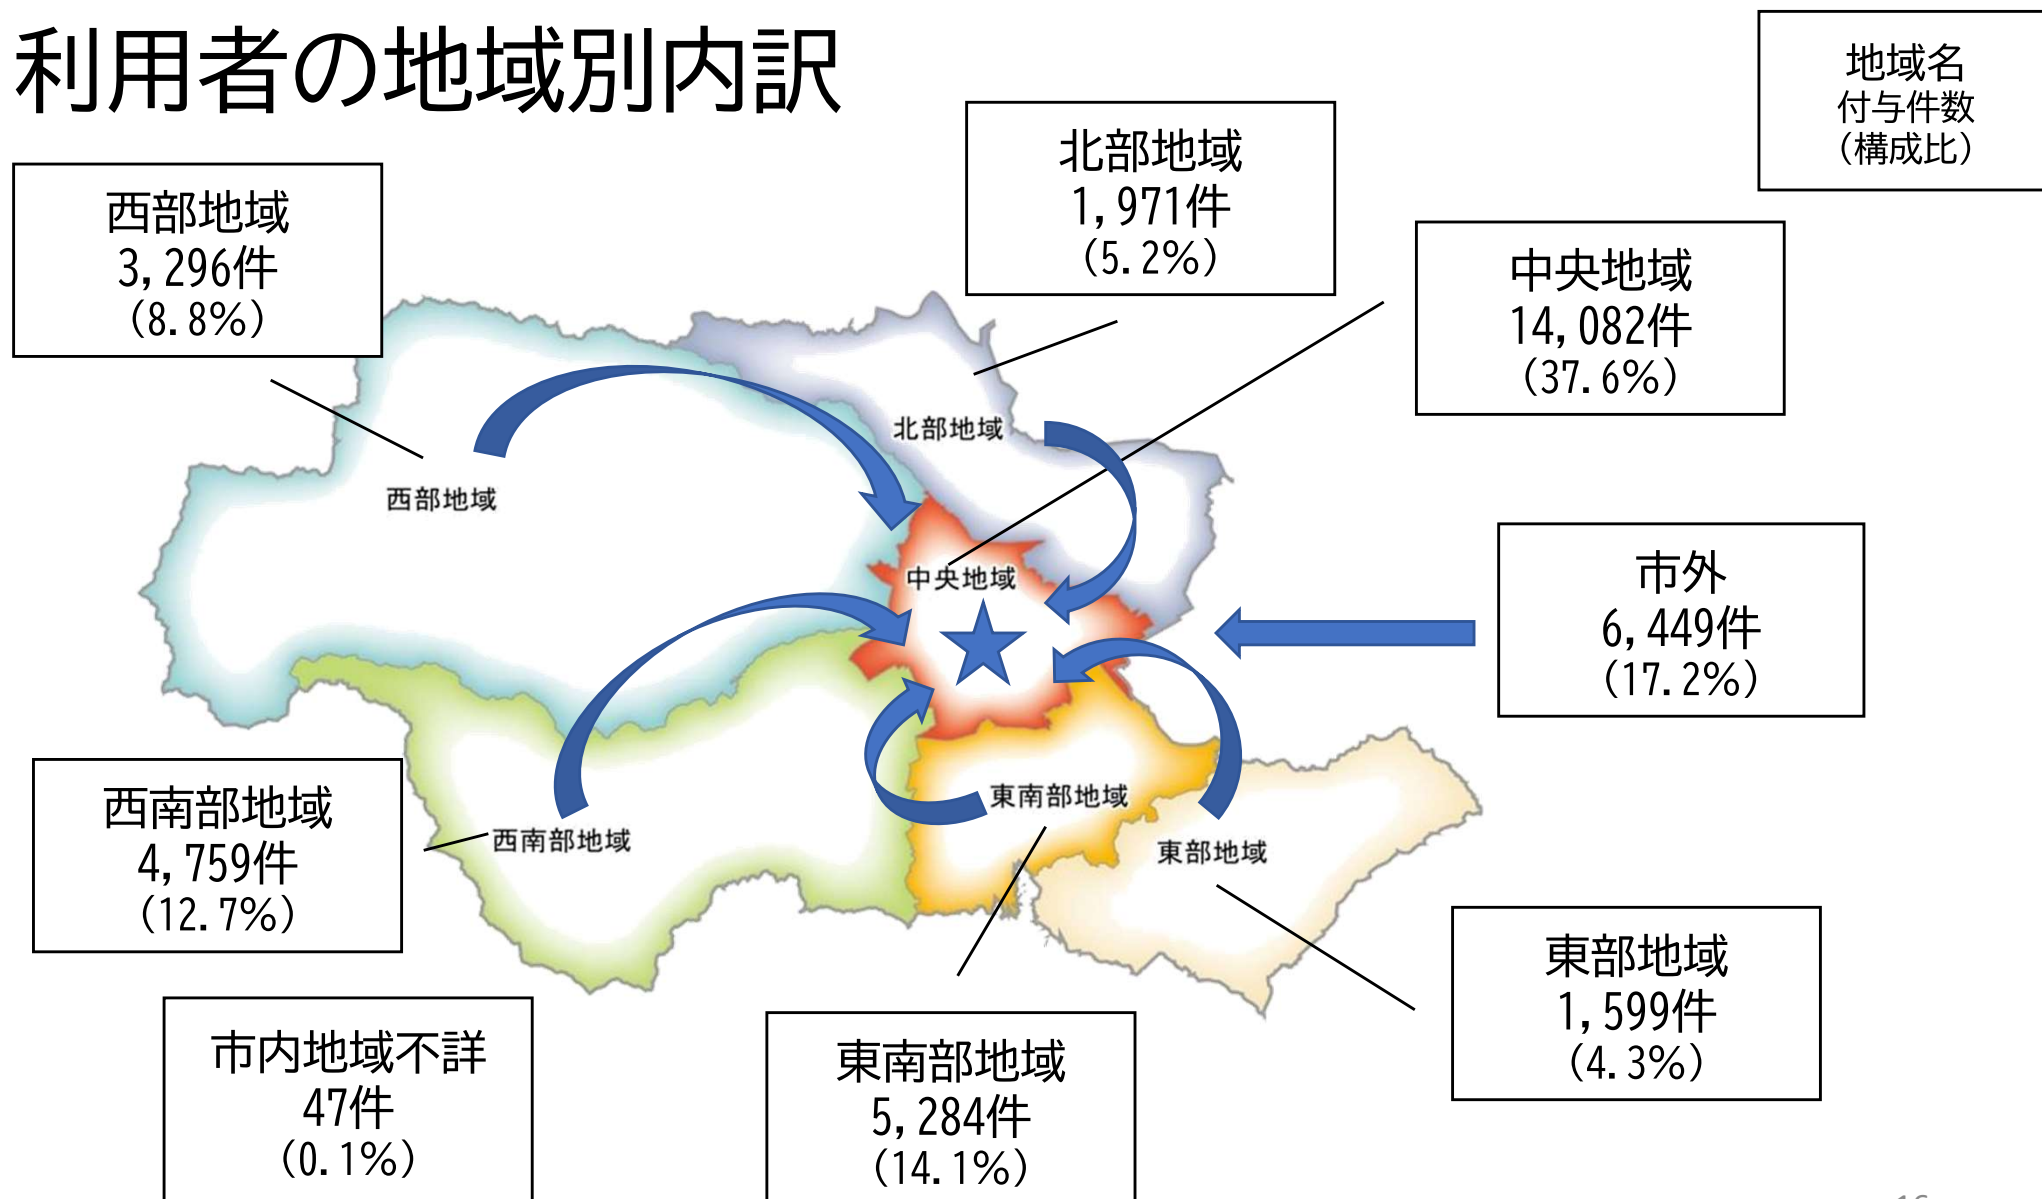 利用者の地域別内訳
地域名
付与件数
(構成比)
北部地域
1,971件
(5.2%)
西部地域
3,296件
(8.8%)
中央地域
14,082件
(37.6%)
北部地域
西部地域
中央地域
市外
6,449件
(17.2%)
西南部地域
4,759件
(12.7%)
東南部地域
西南部地域
東部地域
東部地域
1,599件
(4.3%)
市内地域不詳
47件
(0.1%)
東南部地域
5,284件
(14.1%)